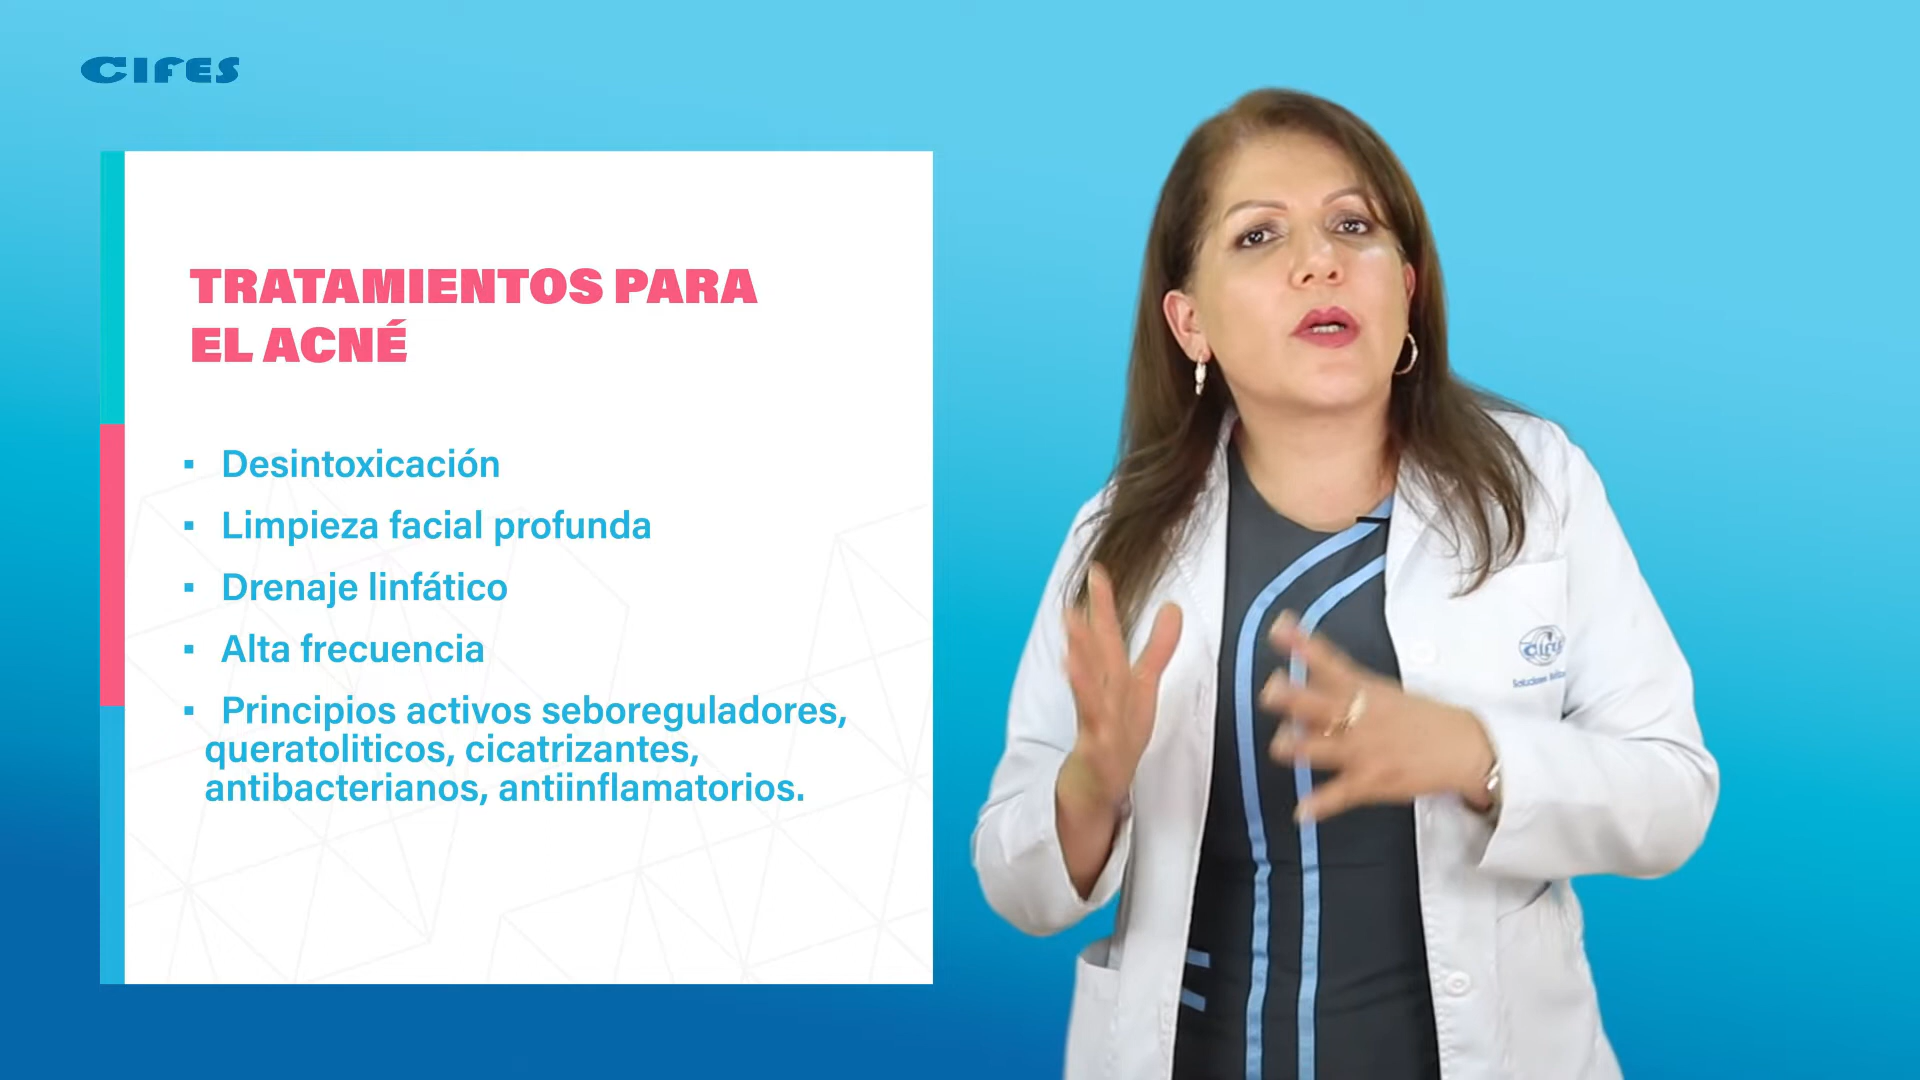 CIFES
TRATAMIENTOS PARA
EL ACNÉ
▪ Desintoxicación
▪ Limpieza facial profunda
▪ Drenaje linfático
▪ Alta frecuencia
▪ Principios activos seboreguladores,
queratoliticos, cicatrizantes,
antibacterianos, antiinflamatorios.
cifes